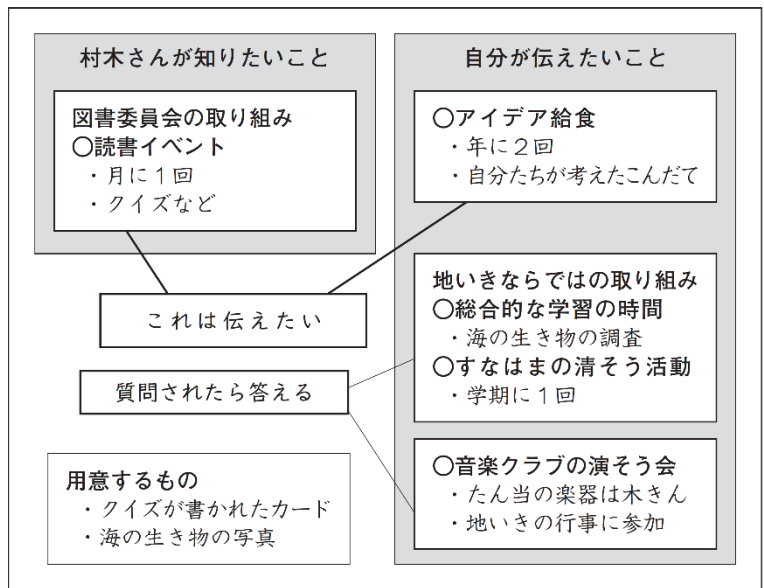 村木さんが知りたいこと
図書委員会の取り組み
〇読書イベント
・月に１回
・クイズなど
自分が伝えたいこと
〇アイデア給食
・年に２回
・自分たちが考えたこんだて
これは伝えたい
地いきならではの取り組み
〇総合的な学習の時間
・海の生き物の調査
〇すなはまの清そう活動
・学期に１回
質問されたら答える
〇音楽クラブの演そう会
・たん当の楽器は木きん
・地いきの行事に参加
用意するもの
・クイズが書かれたカード
・海の生き物の写真